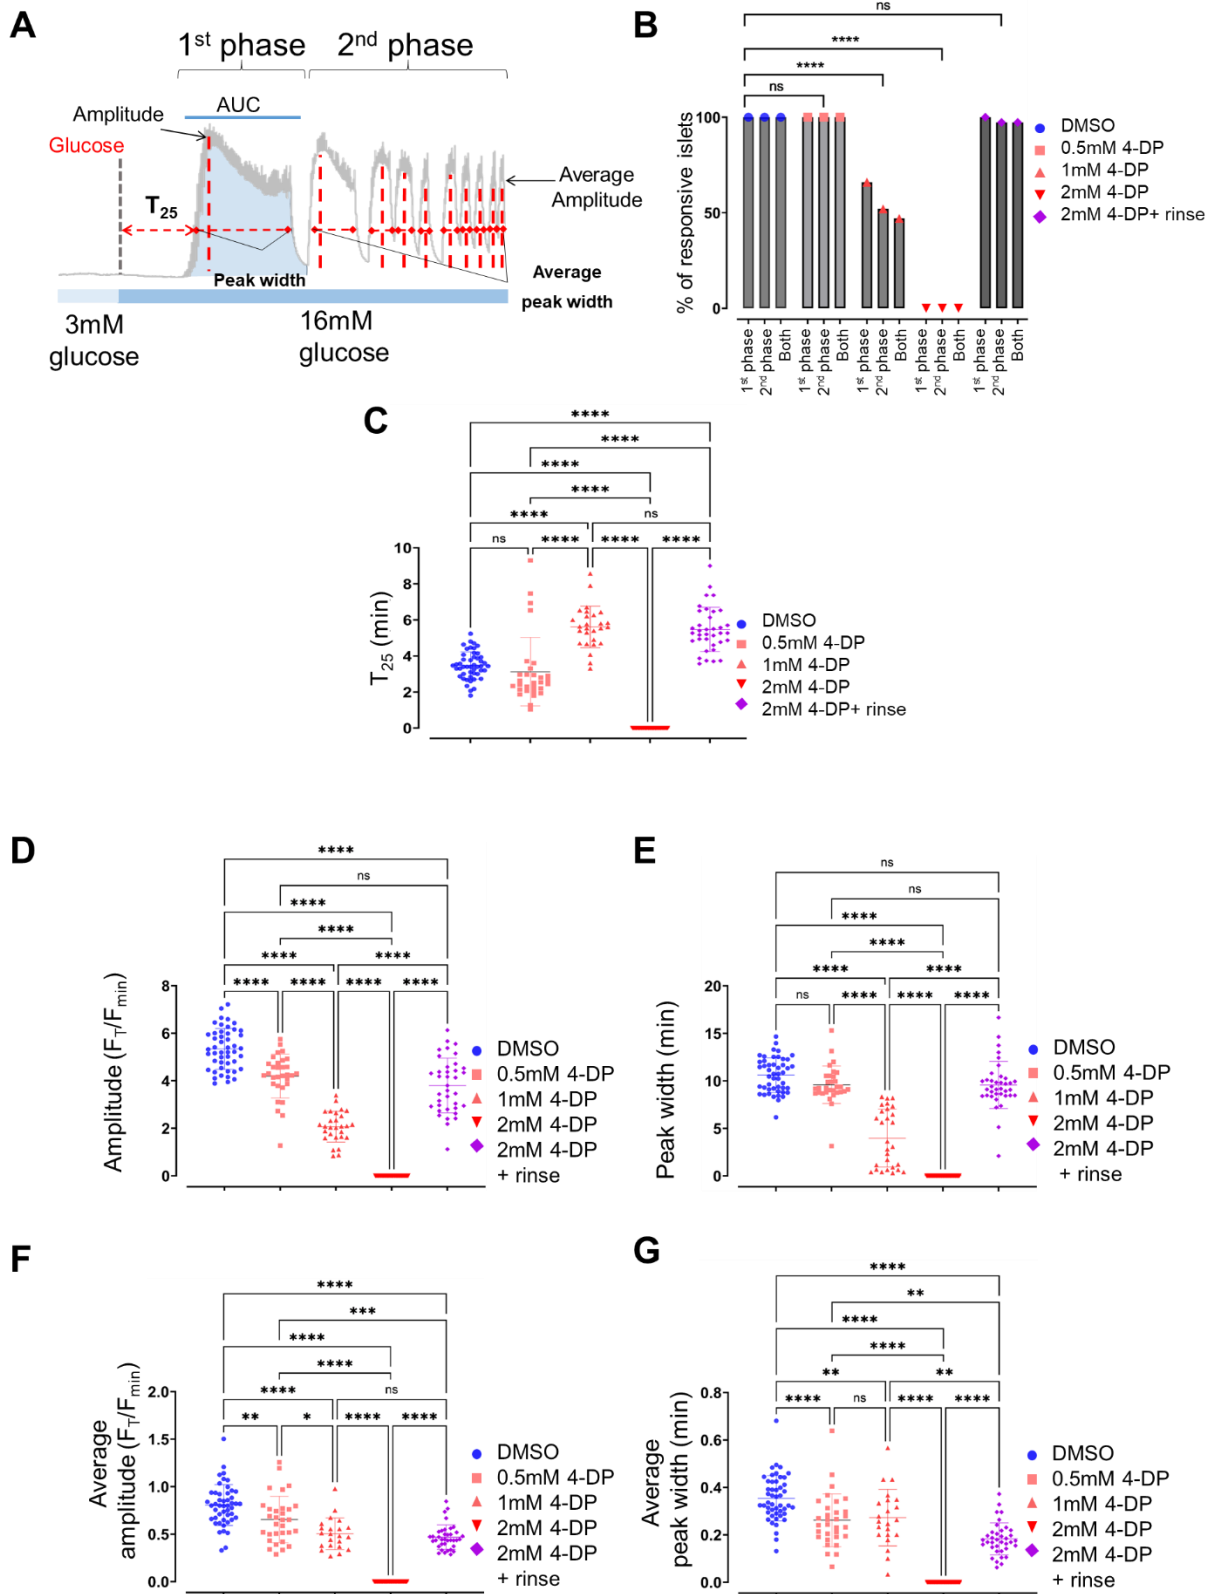 A
1st phase
2nd phase
Amplitude
AUC
Glucose
T25
Average
Amplitude
Peak width
Average
peak width
3mM
glucose
16mM
glucose
B
ns
****
****
ns
% of responsive islets
100
50
0
1st phase
2nd phase
Both
1st phase
2nd phase
Both
1st phase
2nd phase
Both
1st phase
2nd phase
Both
1st phase
2nd phase
Both
DMSO
0.5mM 4-DP
1mM 4-DP
2mM 4-DP
2mM 4-DP+ rinse
C
****
****
****
****
**** ns
ns **** **** ****
T25 (min)
10
8
6
4
2
0
DMSO
0.5mM 4-DP
1mM 4-DP
2mM 4-DP
2mM 4-DP+ rinse
D
****
ns
****
****
**** ****
**** **** **** ****
Amplitude (FT/Fmin)
8
6
4
2
0
DMSO
0.5mM 4-DP
1mM 4-DP
2mM 4-DP
2mM 4-DP
+ rinse
E
ns
ns
****
****
**** ****
ns **** **** ****
Peak width (min)
20
15
10
5
0
DMSO
0.5mM 4-DP
1mM 4-DP
2mM 4-DP
2mM 4-DP
+ rinse
F
****
***
****
****
**** ns
** * **** ****
Average
amplitude (FT/Fmin)
2.0
1.5
1.0
0.5
0.0
DMSO
0.5mM 4-DP
1mM 4-DP
2mM 4-DP
2mM 4-DP
+ rinse
G
****
**
****
****
** **
**** ns **** ****
Average
peak width (min)
0.8
0.6
0.4
0.2
0.0
DMSO
0.5mM 4-DP
1mM 4-DP
2mM 4-DP
2mM 4-DP
+ rinse